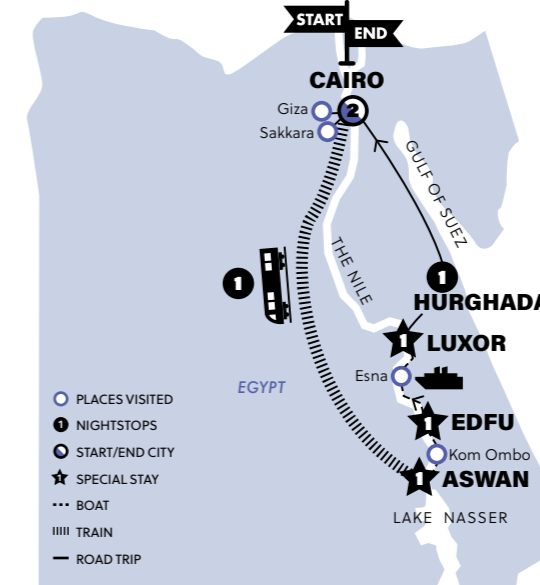 START
END
CAIRO
2
Giza
Sakkara
GULF OF SUEZ
THE NILE
1
1
HURGHADA
1
LUXOR
Esna
EGYPT
1
EDFU
Kom Ombo
1
ASWAN
LAKE NASSER
PLACES VISITED
1 NIGHTSTOPS
START/END CITY
1 SPECIAL STAY
BOAT
TRAIN
ROAD TRIP